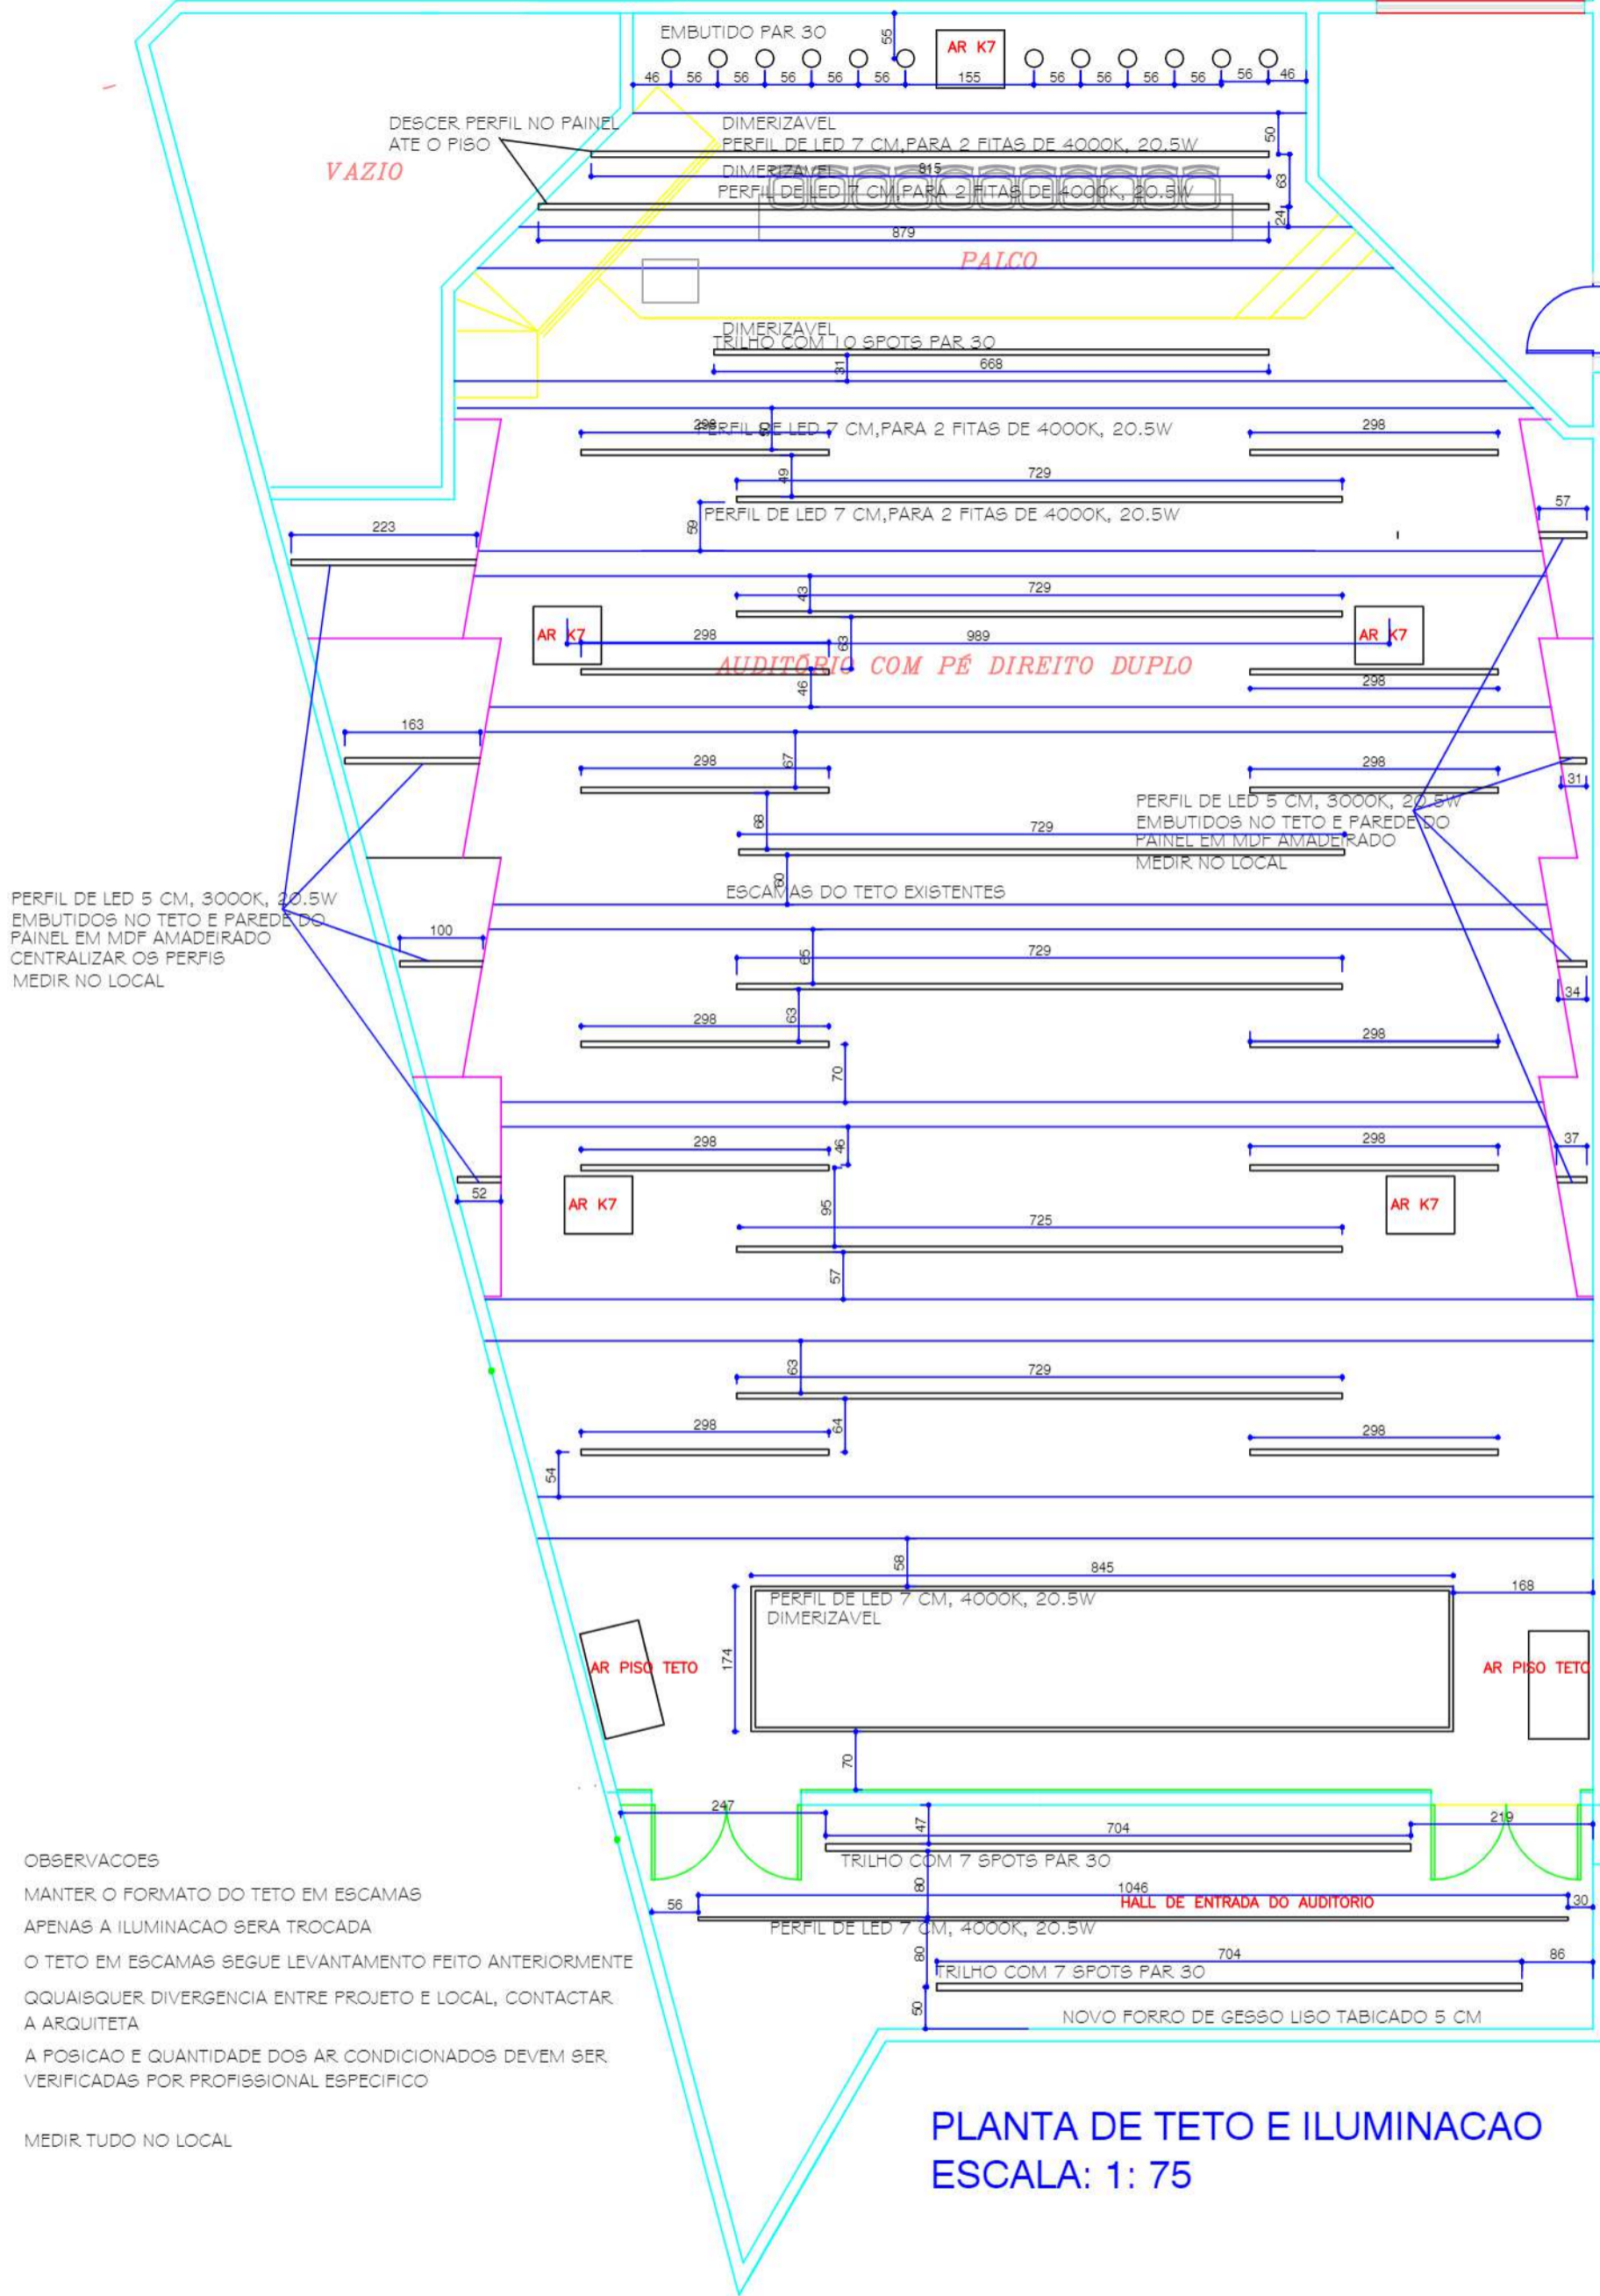 EMBUTIDO PAR 30
55
AR K7
46 56 56 56 56 56 155 56 56 56 56 56 46
DESCER PERFIL NO PAINEL
ATE O PISO
VAZIO
DIMERIZAVEL
PERFIL DE LED 7 CM,PARA 2 FITAS DE 4000K, 20.5W
50
DIMERIZAVEL
815
63
PERFIL DE LED 7 CM,PARA 2 FITAS DE 4000K, 20.5W
24
879
PALCO
DIMERIZAVEL
TRILHO COM 10 SPOTS PAR 30
31
668
298
PERFIL DE LED 7 CM,PARA 2 FITAS DE 4000K, 20.5W
298
49
729
57
PERFIL DE LED 7 CM,PARA 2 FITAS DE 4000K, 20.5W
59
223
43
729
AR K7
298
63
989
AR K7
AUDITÓRIO COM PÉ DIREITO DUPLO
46
298
163
67
298
298
31
PERFIL DE LED 5 CM, 3000K, 20.5W
EMBUTIDOS NO TETO E PAREDE DO
PAINEL EM MDF AMADEIRADO
MEDIR NO LOCAL
68
729
60
ESCAMAS DO TETO EXISTENTES
PERFIL DE LED 5 CM, 3000K, 20.5W
EMBUTIDOS NO TETO E PAREDE DO
PAINEL EM MDF AMADEIRADO
CENTRALIZAR OS PERFIS
MEDIR NO LOCAL
100
65
729
34
63
298
298
70
298
46
298
37
52
AR K7
95
725
AR K7
57
63
729
298
64
298
54
58
845
168
PERFIL DE LED 7 CM, 4000K, 20.5W
DIMERIZAVEL
174
AR PISO TETO
AR PISO TETO
70
247
47
704
219
TRILHO COM 7 SPOTS PAR 30
80
1046
56
HALL DE ENTRADA DO AUDITORIO
30
PERFIL DE LED 7 CM, 4000K, 20.5W
80
704
86
TRILHO COM 7 SPOTS PAR 30
50
NOVO FORRO DE GESSO LISO TABICADO 5 CM
OBSERVACOES
MANTER O FORMATO DO TETO EM ESCAMAS
APENAS A ILUMINACAO SERA TROCADA
O TETO EM ESCAMAS SEGUE LEVANTAMENTO FEITO ANTERIORMENTE
QQUAISQUER DIVERGENCIA ENTRE PROJETO E LOCAL, CONTACTAR
A ARQUITETA
A POSICAO E QUANTIDADE DOS AR CONDICIONADOS DEVEM SER
VERIFICADAS POR PROFISSIONAL ESPECIFICO
MEDIR TUDO NO LOCAL
PLANTA DE TETO E ILUMINACAO
ESCALA: 1: 75